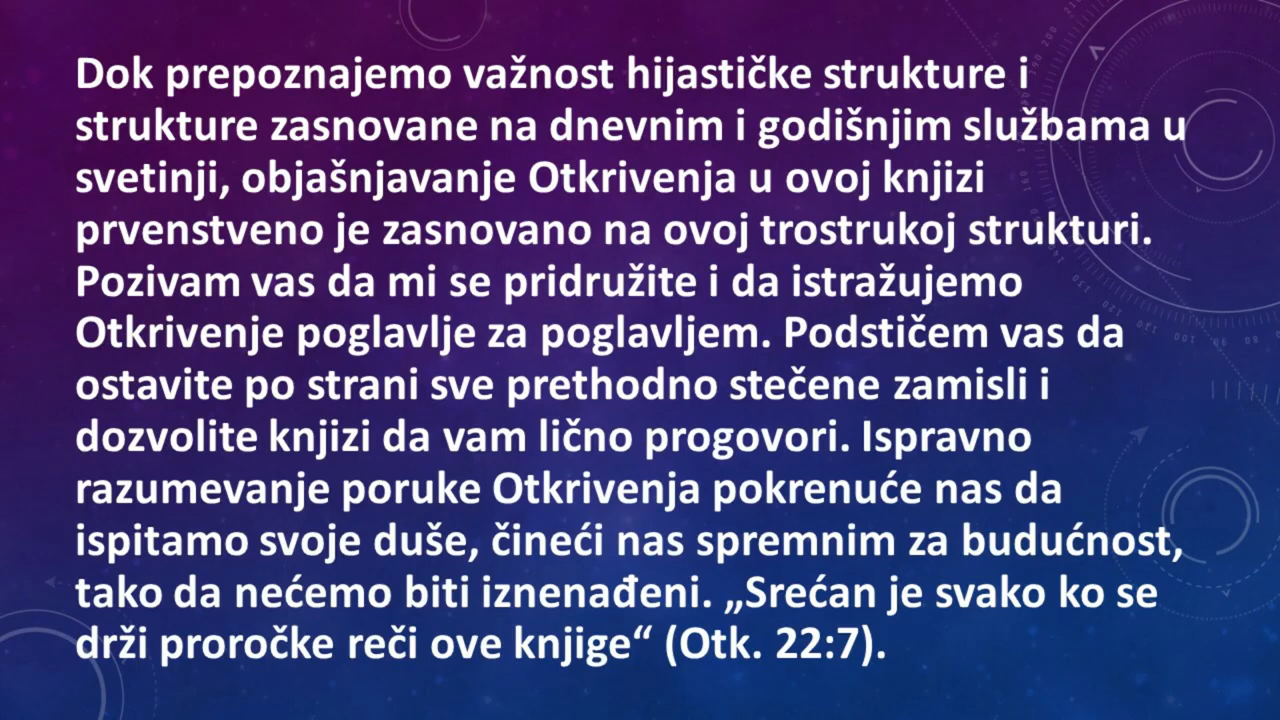 Dok prepoznajemo važnost hijastičke strukture i
strukture zasnovane na dnevnim i godišnjim službama u
svetinji, objašnjavanje Otkrivenja u ovoj knjizi
prvenstveno je zasnovano na ovoj trostrukoj strukturi.
Pozivam vas da mi se pridružite i da istražujemo
Otkrivenje poglavlje za poglavljem. Podstičem vas da
ostavite po strani sve prethodno stečene zamisli i
dozvolite knjizi da vam lično progovori. Ispravno
razumevanje poruke Otkrivenja pokrenuće nas da
ispitamo svoje duše, čineći nas spremnim za budućnost,
tako da nećemo biti iznenađeni. „Srećan je svako ko se
drži proročke reči ove knjige“ (Otk. 22:7).